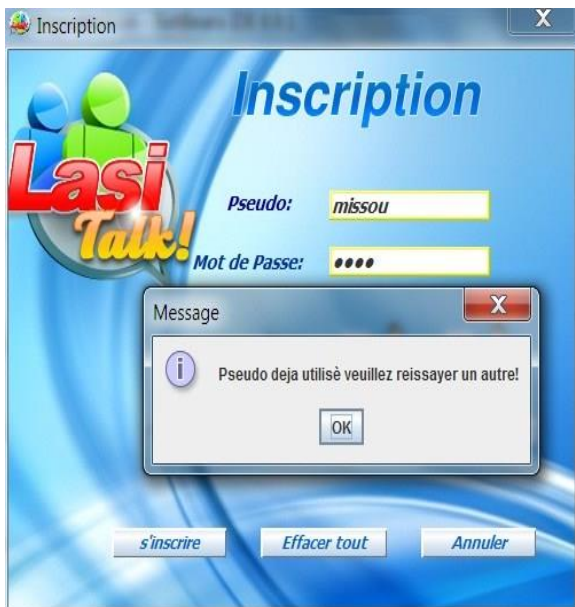 Inscription
X
Inscription
Lasi
Talk!
Pseudo:
missou
Mot de Passe:
Message
X
i
Pseudo deja utilisè veuillez reissayer un autre!
OK
s'inscrire
Effacer tout
Annuler